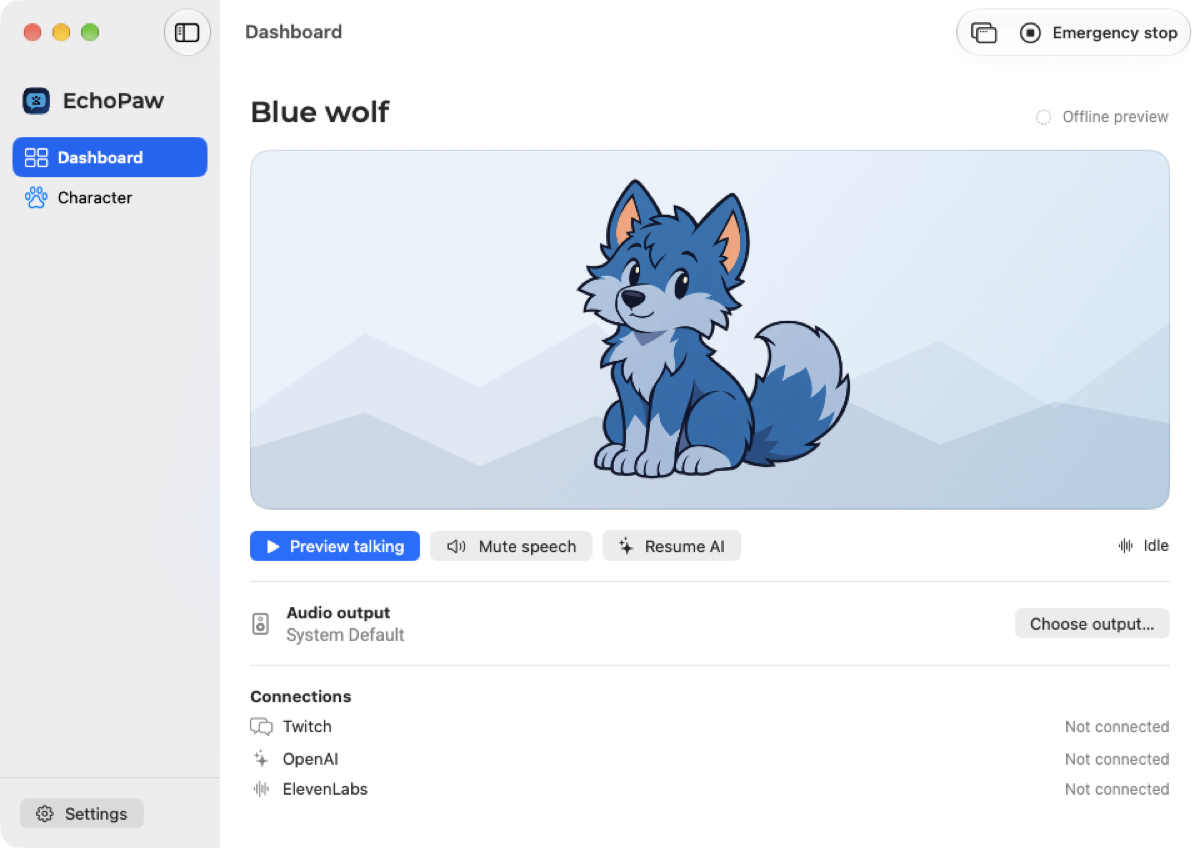 Dashboard
Emergency stop
EchoPaw
Dashboard
Character
Settings
Blue wolf
Offline preview
Preview talking
Mute speech
Resume AI
Idle
Audio output
System Default
Choose output...
Connections
Twitch
Not connected
OpenAI
Not connected
ElevenLabs
Not connected